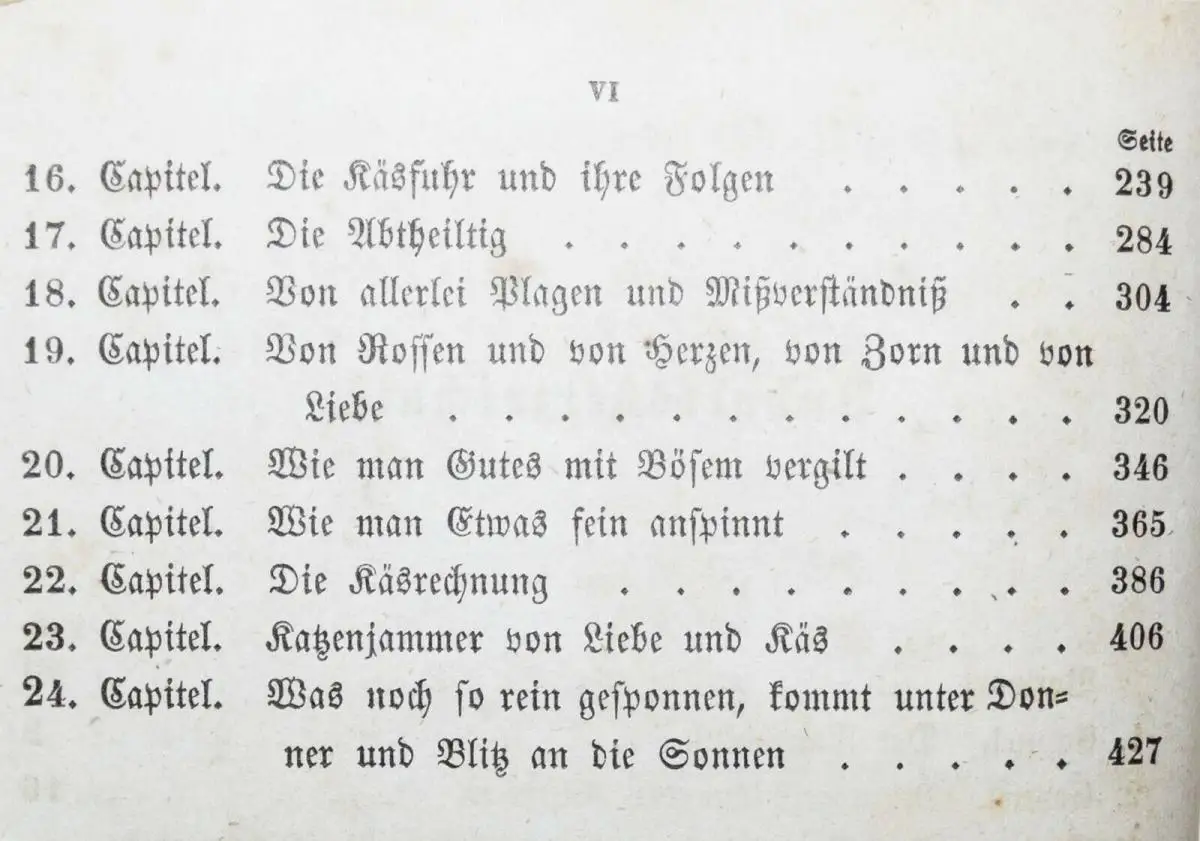 VI
Seite
16. Capitel. Die Käsfuhr und ihre Folgen . . . . . 239
17. Capitel. Die Abtheiltig . . . . . . . . . . 284
18. Capitel. Von allerlei Plagen und Mißverständniß . . 304
19. Capitel. Von Rossen und von Herzen, von Zorn und von
Liebe . . . . . . . . . . . . 320
20. Capitel. Wie man Gutes mit Bösem vergilt . . . . 346
21. Capitel. Wie man Etwas fein anspinnt . . . . . 365
22. Capitel. Die Käsrechnung . . . . . . . . . 386
23. Capitel. Katzenjammer von Liebe und Käs . . . . 406
24. Capitel. Was noch so rein gesponnen, kommt unter Don-
ner und Blitz an die Sonnen . . . . . 427